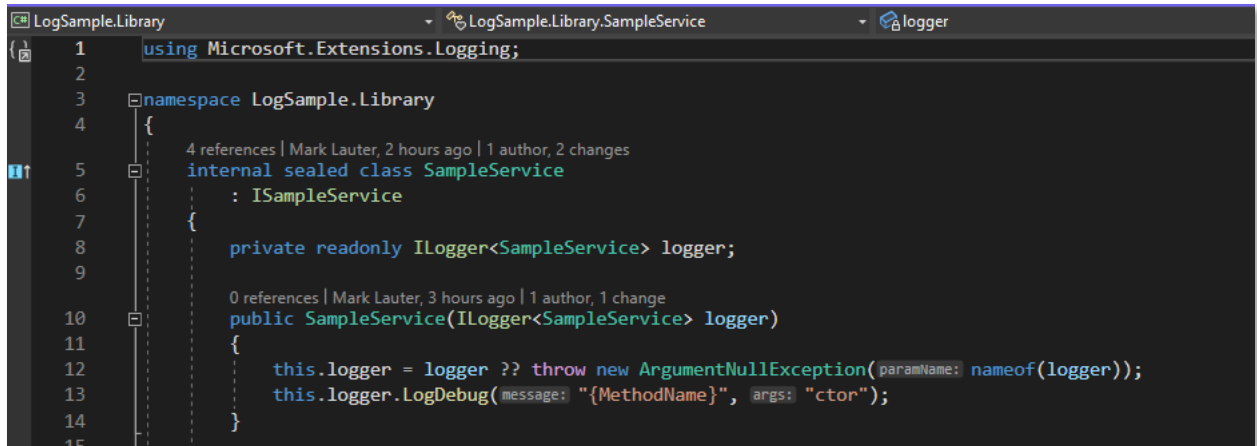 C# LogSample.Library LogSample.Library.SampleService logger
1 using Microsoft.Extensions.Logging;
2
3 namespace LogSample.Library
4 {
4 references | Mark Lauter, 2 hours ago | 1 author, 2 changes
5 internal sealed class SampleService
6 : ISampleService
7 {
8 private readonly ILogger<SampleService> logger;
9
0 references | Mark Lauter, 3 hours ago | 1 author, 1 change
10 public SampleService(ILogger<SampleService> logger)
11 {
12 this.logger = logger ?? throw new ArgumentNullException(paramName: nameof(logger));
13 this.logger.LogDebug(message: "{MethodName}", args: "ctor");
14 }
15